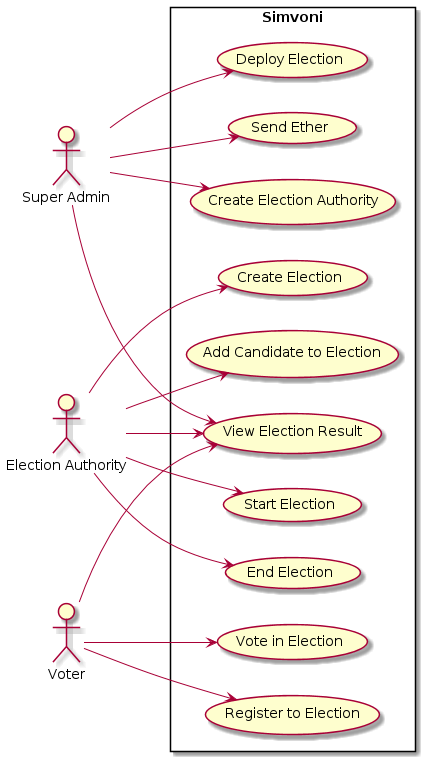 Simvoni
Deploy Election
Send Ether
Super Admin
Create Election Authority
Create Election
Add Candidate to Election
View Election Result
Election Authority
Start Election
End Election
Vote in Election
Voter
Register to Election